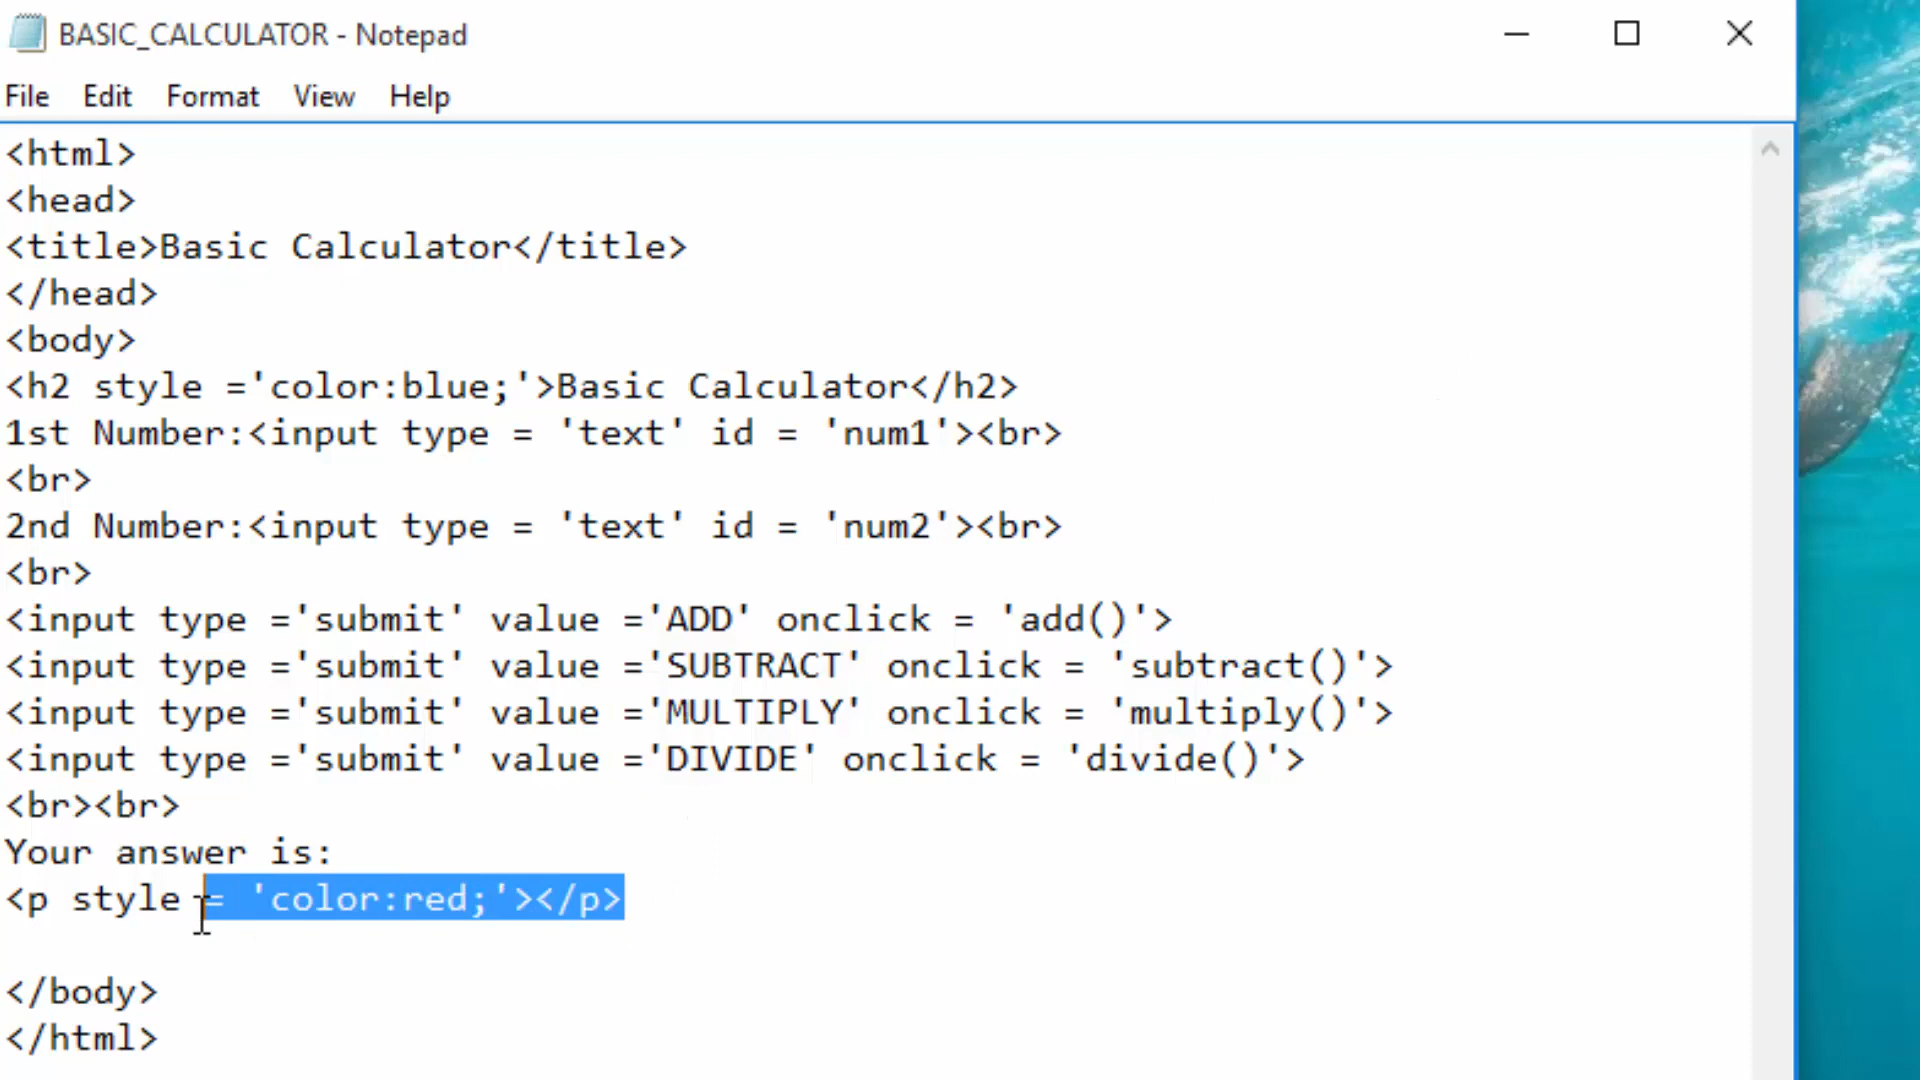 BASIC_CALCULATOR - Notepad
File Edit Format View Help
<html>
<head>
<title>Basic Calculator</title>
</head>
<body>
<h2 style ='color:blue;'>Basic Calculator</h2>
1st Number:<input type = 'text' id = 'num1'><br>
<br>
2nd Number:<input type = 'text' id = 'num2'><br>
<br>
<input type ='submit' value ='ADD' onclick = 'add()'>
<input type ='submit' value ='SUBTRACT' onclick = 'subtract()'>
<input type ='submit' value ='MULTIPLY' onclick = 'multiply()'>
<input type ='submit' value ='DIVIDE' onclick = 'divide()'>
<br><br>
Your answer is:
<p style = 'color:red;'></p>
</body>
</html>